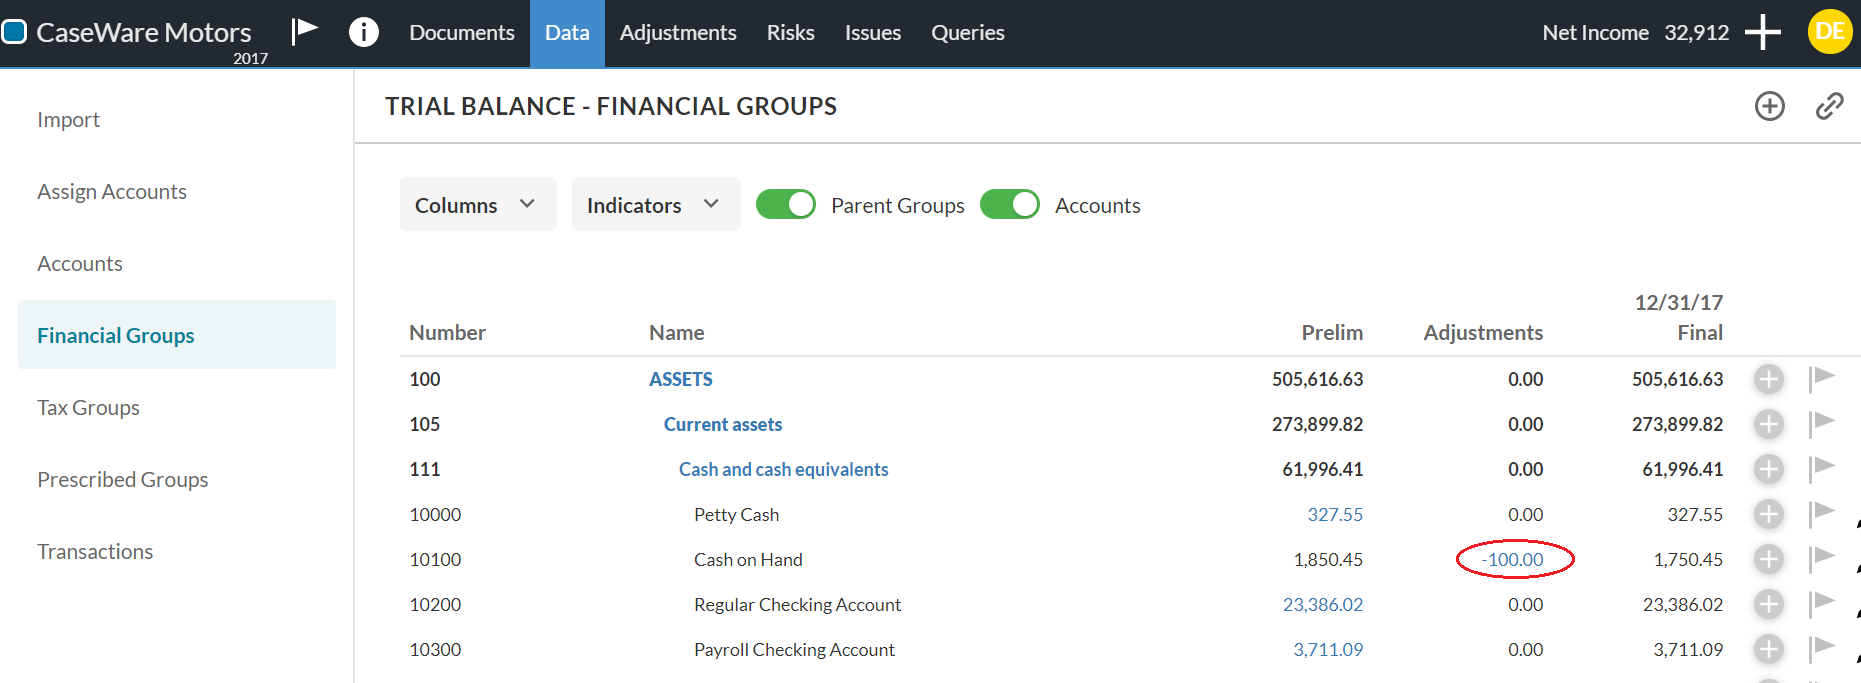 CaseWare Motors
2017
Documents Data Adjustments Risks Issues Queries
Net Income 32,912
DE
Import
Assign Accounts
Accounts
Financial Groups
Tax Groups
Prescribed Groups
Transactions
TRIAL BALANCE - FINANCIAL GROUPS
Columns Indicators Parent Groups Accounts
12/31/17
Number Name Prelim Adjustments Final
100 ASSETS 505,616.63 0.00 505,616.63
105 Current assets 273,899.82 0.00 273,899.82
111 Cash and cash equivalents 61,996.41 0.00 61,996.41
10000 Petty Cash 327.55 0.00 327.55
10100 Cash on Hand 1,850.45 -100.00 1,750.45
10200 Regular Checking Account 23,386.02 0.00 23,386.02
10300 Payroll Checking Account 3,711.09 0.00 3,711.09